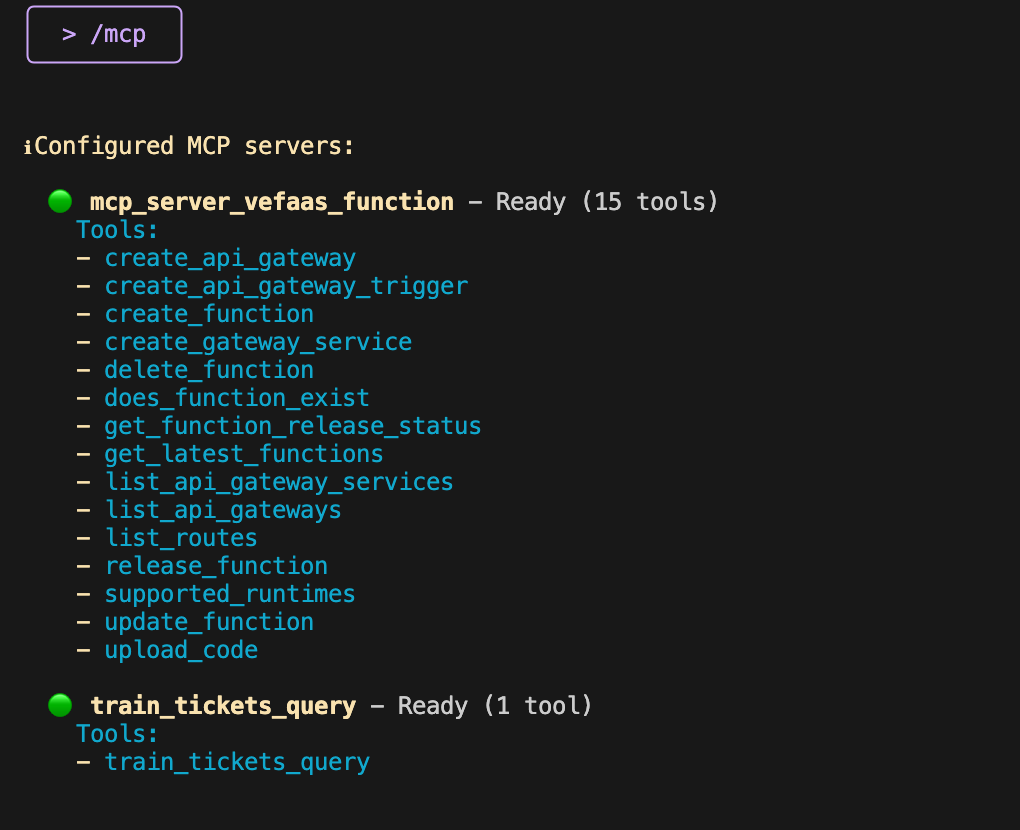 > /mcp
ℹConfigured MCP servers:
mcp_server_vefaas_function – Ready (15 tools)
Tools:
– create_api_gateway
– create_api_gateway_trigger
– create_function
– create_gateway_service
– delete_function
– does_function_exist
– get_function_release_status
– get_latest_functions
– list_api_gateway_services
– list_api_gateways
– list_routes
– release_function
– supported_runtimes
– update_function
– upload_code
train_tickets_query – Ready (1 tool)
Tools:
– train_tickets_query